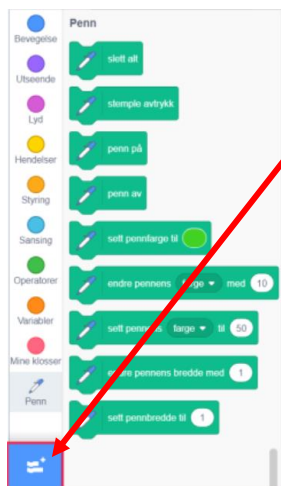 Bevegelse
Utseende
Lyd
Hendelser
Styring
Sansing
Operatorer
Variabler
Mine klosser
Penn
Penn
slett alt
stemple avtrykk
penn på
penn av
sett pennfarge til
endre pennens farge med 10
sett pennens farge til 50
endre pennens bredde med 1
sett pennbredde til 1